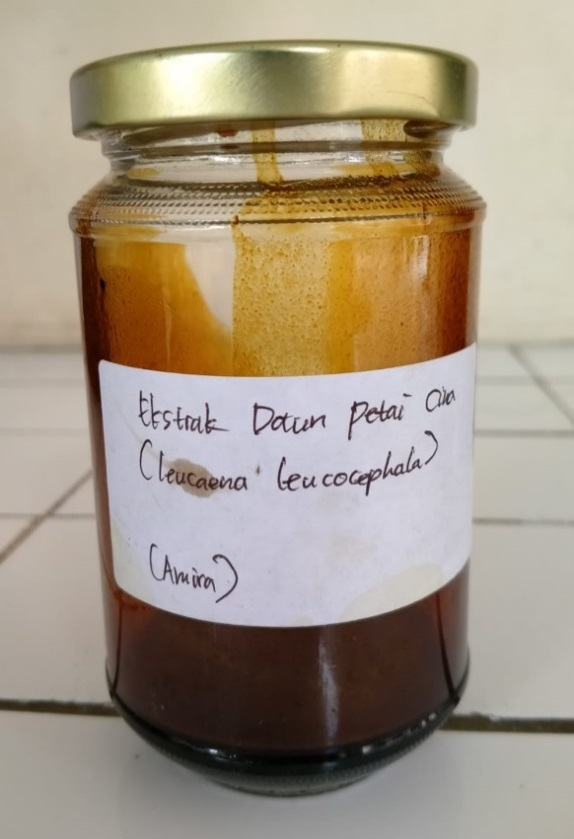 Ekstrak Daun Petai Cina
(leucaena leucocephala)
(Amira)